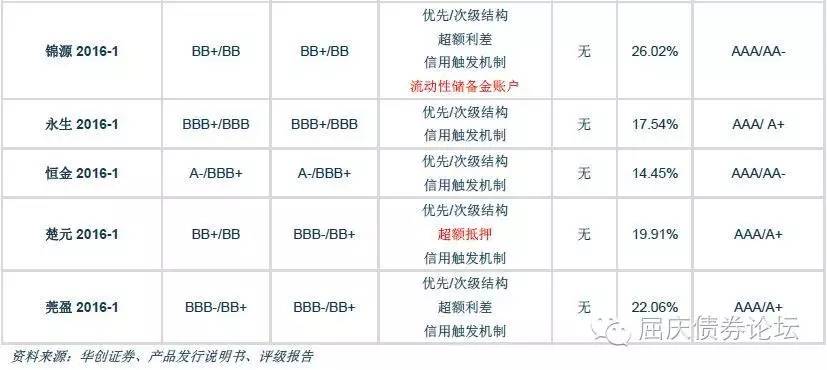 优先/次级结构
锦源 2016-1 BB+/BB BB+/BB 超额利差 无 26.02% AAA/AA-
信用触发机制
流动性储备金账户
永生 2016-1 BBB+/BBB BBB+/BBB 优先/次级结构 无 17.54% AAA/ A+
信用触发机制
恒金 2016-1 A-/BBB+ A-/BBB+ 优先/次级结构 无 14.45% AAA/AA-
信用触发机制
优先/次级结构
楚元 2016-1 BB+/BB BBB-/BB+ 超额抵押 无 19.91% AAA/A+
信用触发机制
优先/次级结构
莞盈 2016-1 BBB-/BB+ BBB-/BB+ 超额利差 无 22.06% AAA/A+
信用触发机制
屈庆债券论坛
资料来源：华创证券、产品发行说明书、评级报告